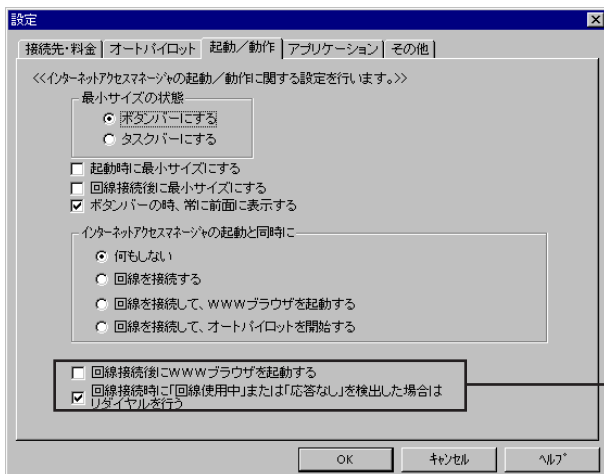 設定
接続先・料金 オートパイロット 起動／動作 アプリケーション その他
<<インターネットアクセスマネージャの起動／動作に関する設定を行います。>>
最小サイズの状態
ボタンバーにする
タスクバーにする
起動時に最小サイズにする
回線接続後に最小サイズにする
ボタンバーの時、常に前面に表示する
インターネットアクセスマネージャの起動と同時に
何もしない
回線を接続する
回線を接続して、WWWブラウザを起動する
回線を接続して、オートパイロットを開始する
回線接続後にWWWブラウザを起動する
回線接続時に「回線使用中」または「応答なし」を検出した場合は
リダイヤルを行う
OK キャンセル ヘルプ